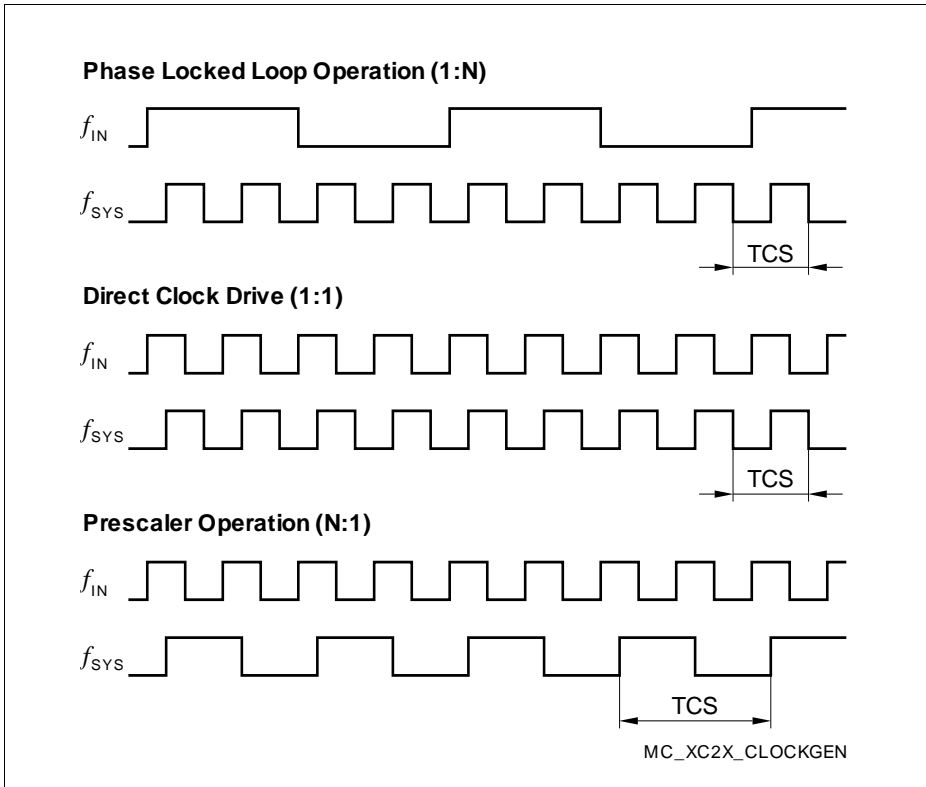 Phase Locked Loop Operation (1:N)
fIN
fSYS
TCS
Direct Clock Drive (1:1)
fIN
fSYS
TCS
Prescaler Operation (N:1)
fIN
fSYS
TCS
MC_XC2X_CLOCKGEN